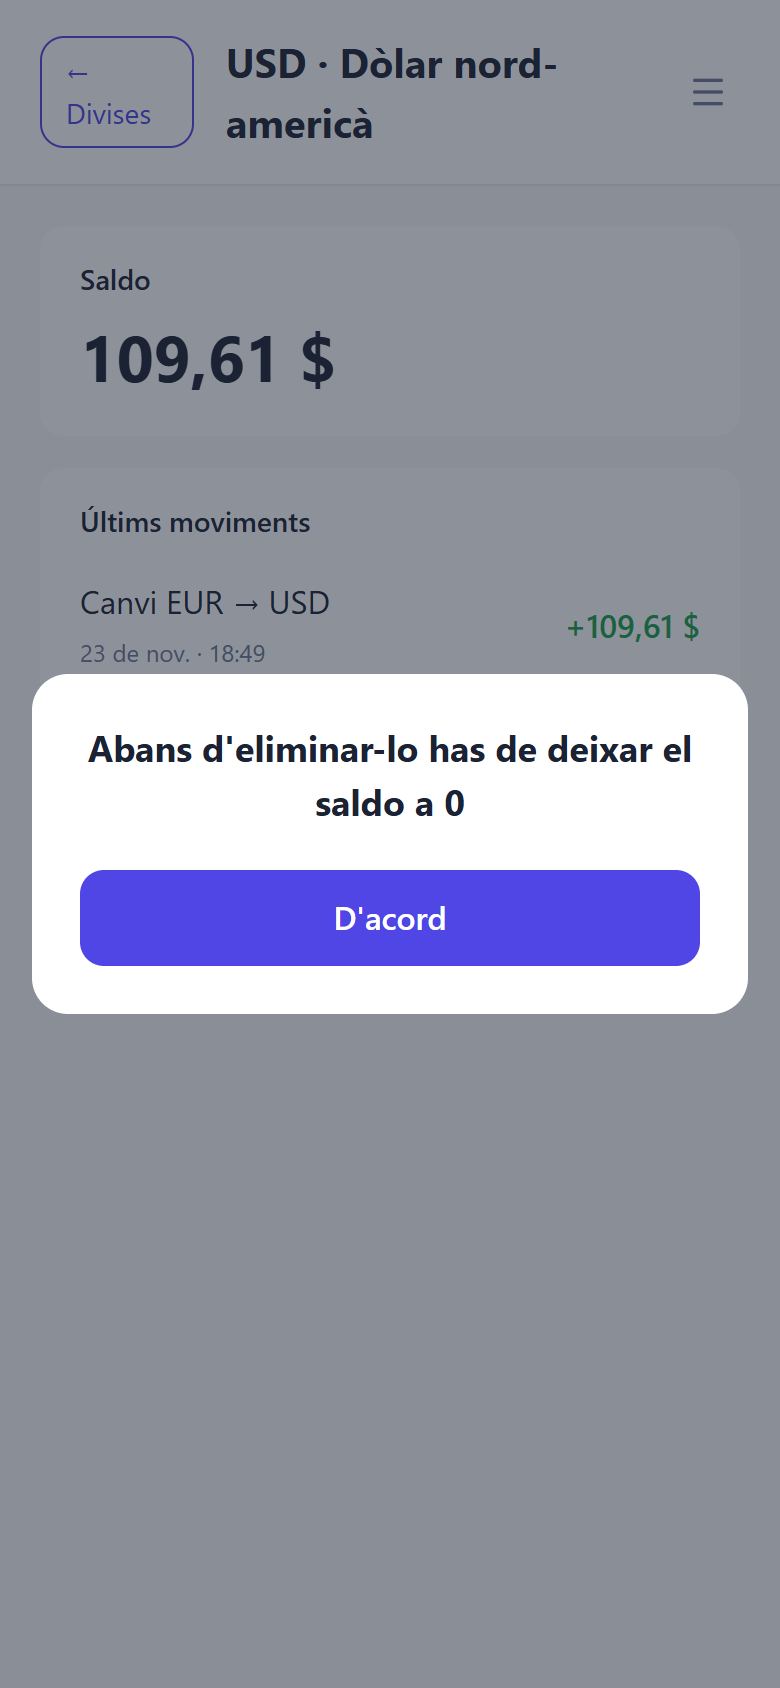 ←
Divises
USD · Dòlar nord-
americà
Saldo
109,61 $
Últims moviments
Canvi EUR → USD
+109,61 $
23 de nov. · 18:49
Abans d'eliminar-lo has de deixar el
saldo a 0
D'acord